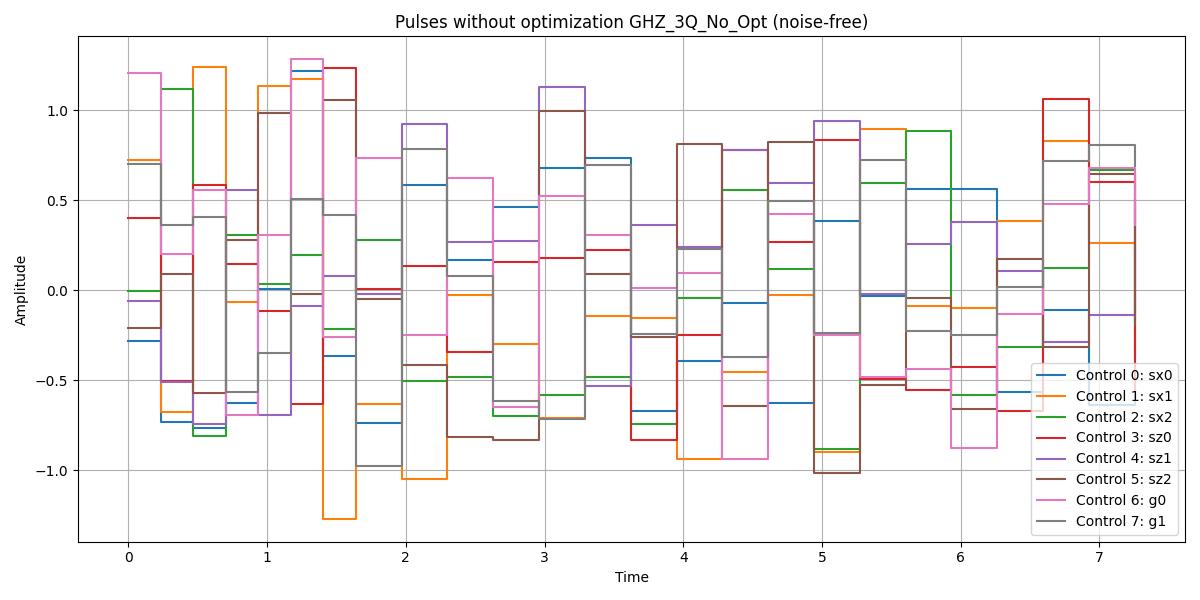 Pulses without optimization GHZ_3Q_No_Opt (noise-free)
Amplitude
1.0
0.5
0.0
−0.5
−1.0
0 1 2 3 4 5 6 7
Time
Control 0: sx0
Control 1: sx1
Control 2: sx2
Control 3: sz0
Control 4: sz1
Control 5: sz2
Control 6: g0
Control 7: g1